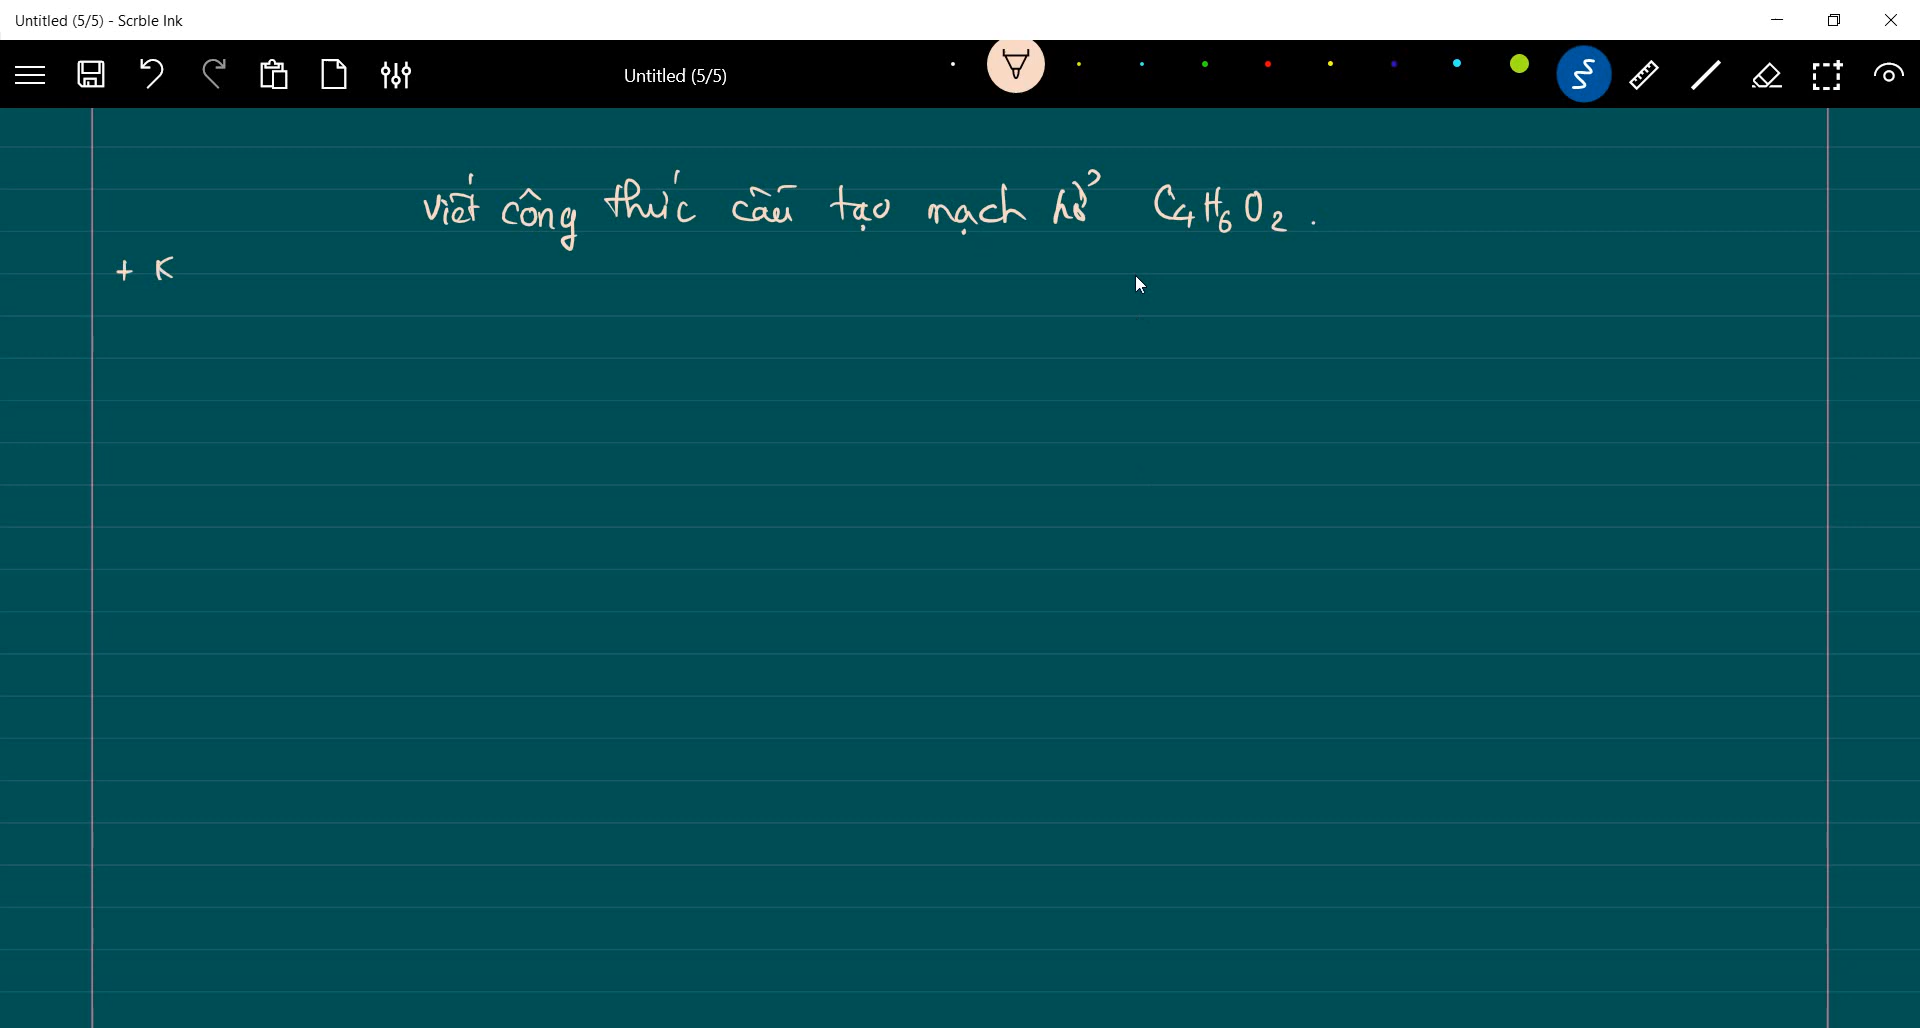 Untitled (5/5) - Scrble Ink
Untitled (5/5)
viết công thức cấu tạo mạch hở C₄H₆O₂ .
+ K